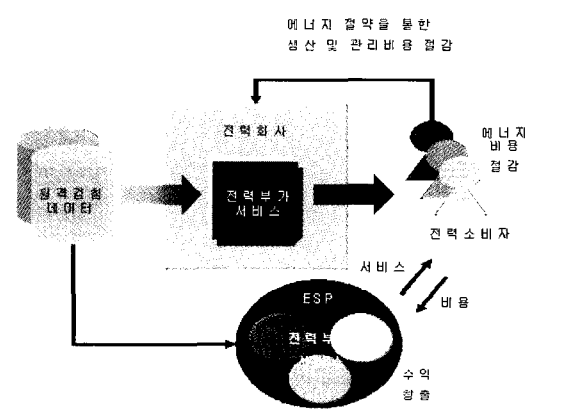 에너지 절약을 통한
생산 및 관리비용 절감
전력회사
에너지
비용
절감
원격검침
데이터
전력부가
서비스
전력소비자
서비스
비용
ESP
전력부
수익
창출